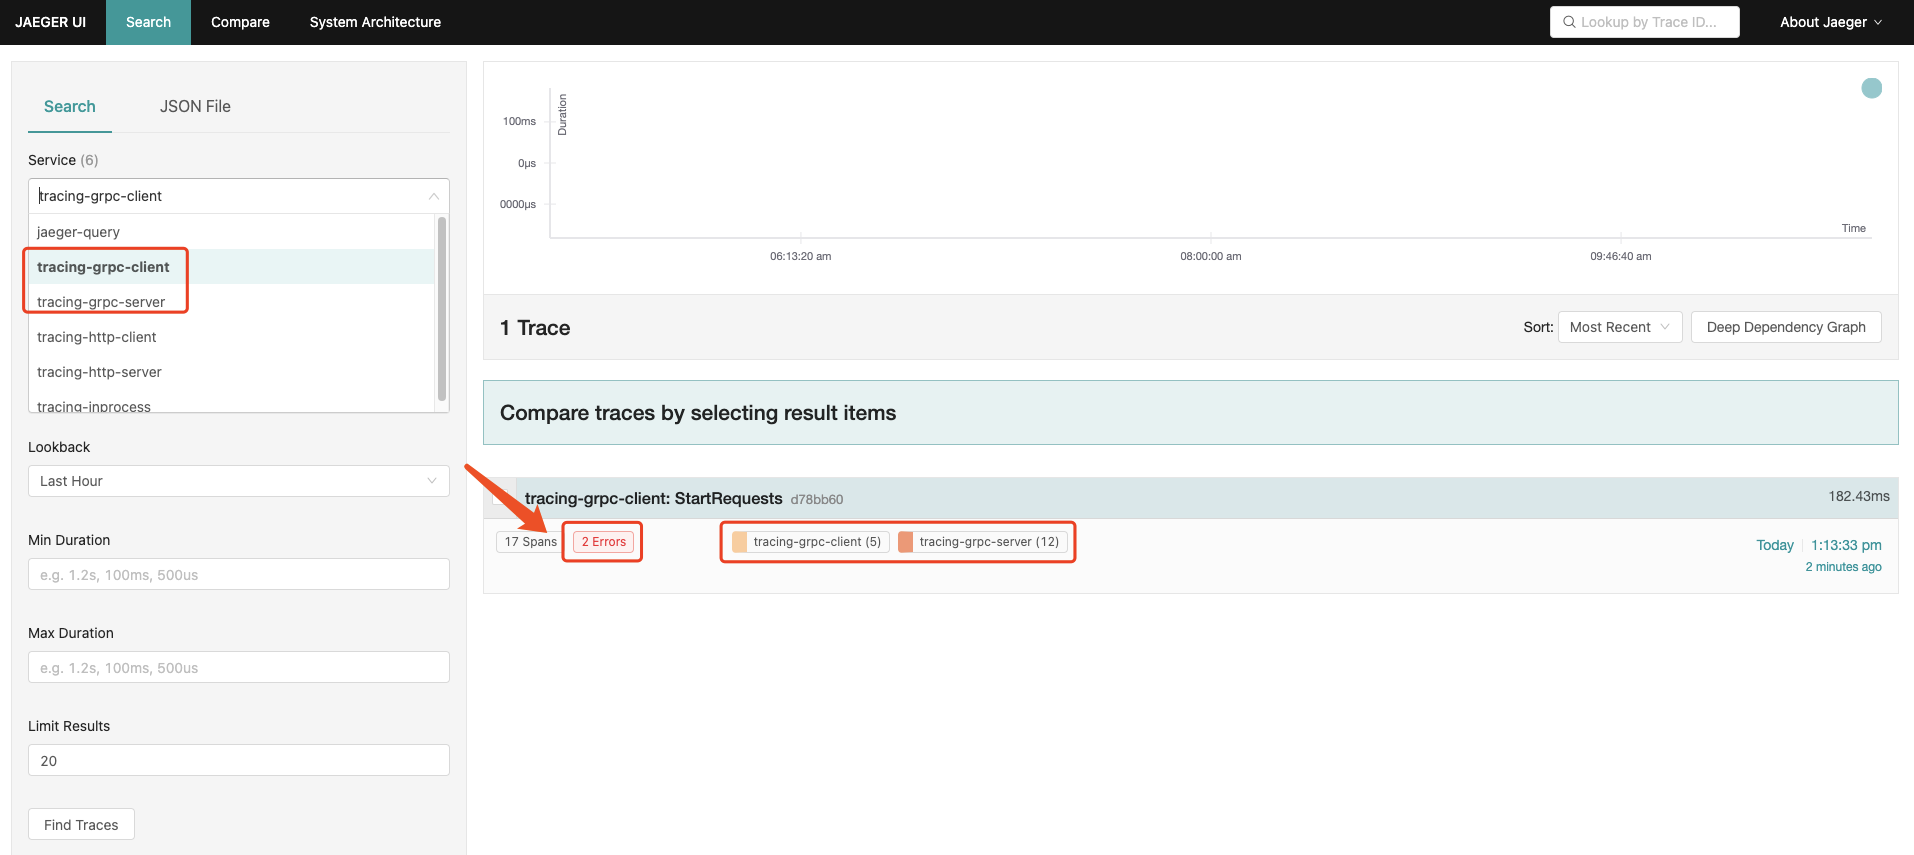 JAEGER UI Search Compare System Architecture Lookup by Trace ID... About Jaeger
Search JSON File
Service (6)
tracing-grpc-client
jaeger-query
tracing-grpc-client
tracing-grpc-server
tracing-http-client
tracing-http-server
tracing-inprocess
Lookback
Last Hour
Min Duration
e.g. 1.2s, 100ms, 500us
Max Duration
e.g. 1.2s, 100ms, 500us
Limit Results
20
Find Traces
Duration
100ms
0μs
0000μs
Time
06:13:20 am 08:00:00 am 09:46:40 am
1 Trace Sort: Most Recent Deep Dependency Graph
Compare traces by selecting result items
tracing-grpc-client: StartRequests d78bb60 182.43ms
17 Spans 2 Errors tracing-grpc-client (5) tracing-grpc-server (12) Today 1:13:33 pm
2 minutes ago